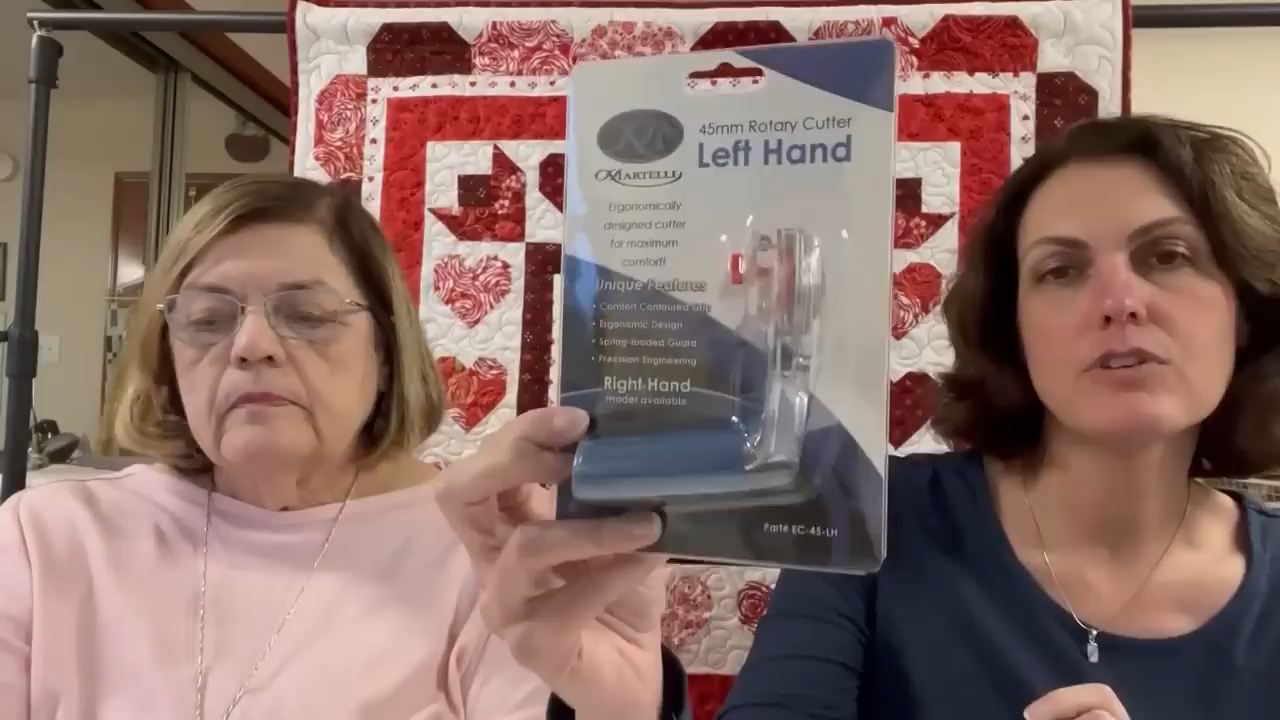 45mm Rotary Cutter
Left Hand
MARTELLI
Ergonomically
designed cutter
for maximum
comfort!
Unique Features
• Comfort Contoured Grip
• Ergonomic Design
• Spring-loaded Guard
• Precision Engineering
Right Hand
model available
Part# EC-45-LH